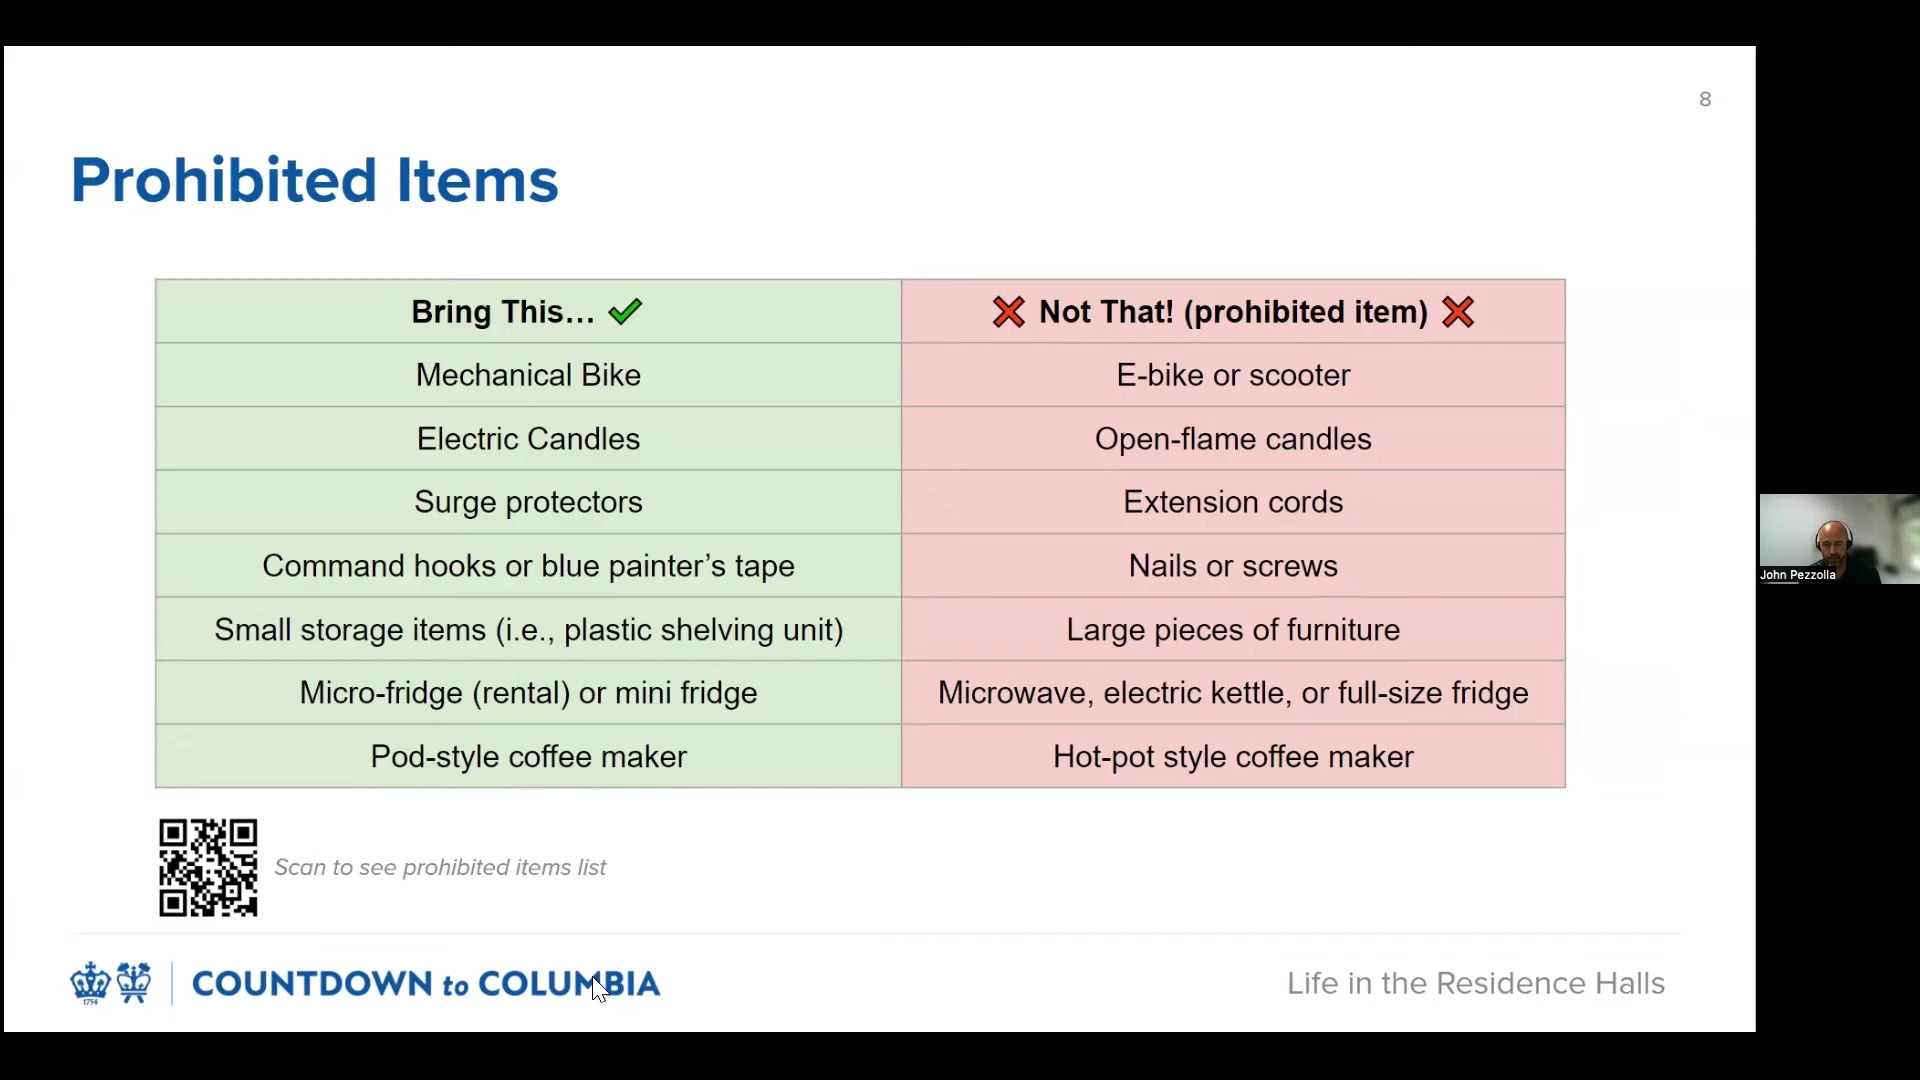 8
Prohibited Items
Bring This...
Not That! (prohibited item)
Mechanical Bike
E-bike or scooter
Electric Candles
Open-flame candles
Surge protectors
Extension cords
Command hooks or blue painter’s tape
Nails or screws
Small storage items (i.e., plastic shelving unit)
Large pieces of furniture
Micro-fridge (rental) or mini fridge
Microwave, electric kettle, or full-size fridge
Pod-style coffee maker
Hot-pot style coffee maker
Scan to see prohibited items list
1754
COUNTDOWN to COLUMBIA
Life in the Residence Halls
John Pezzolla